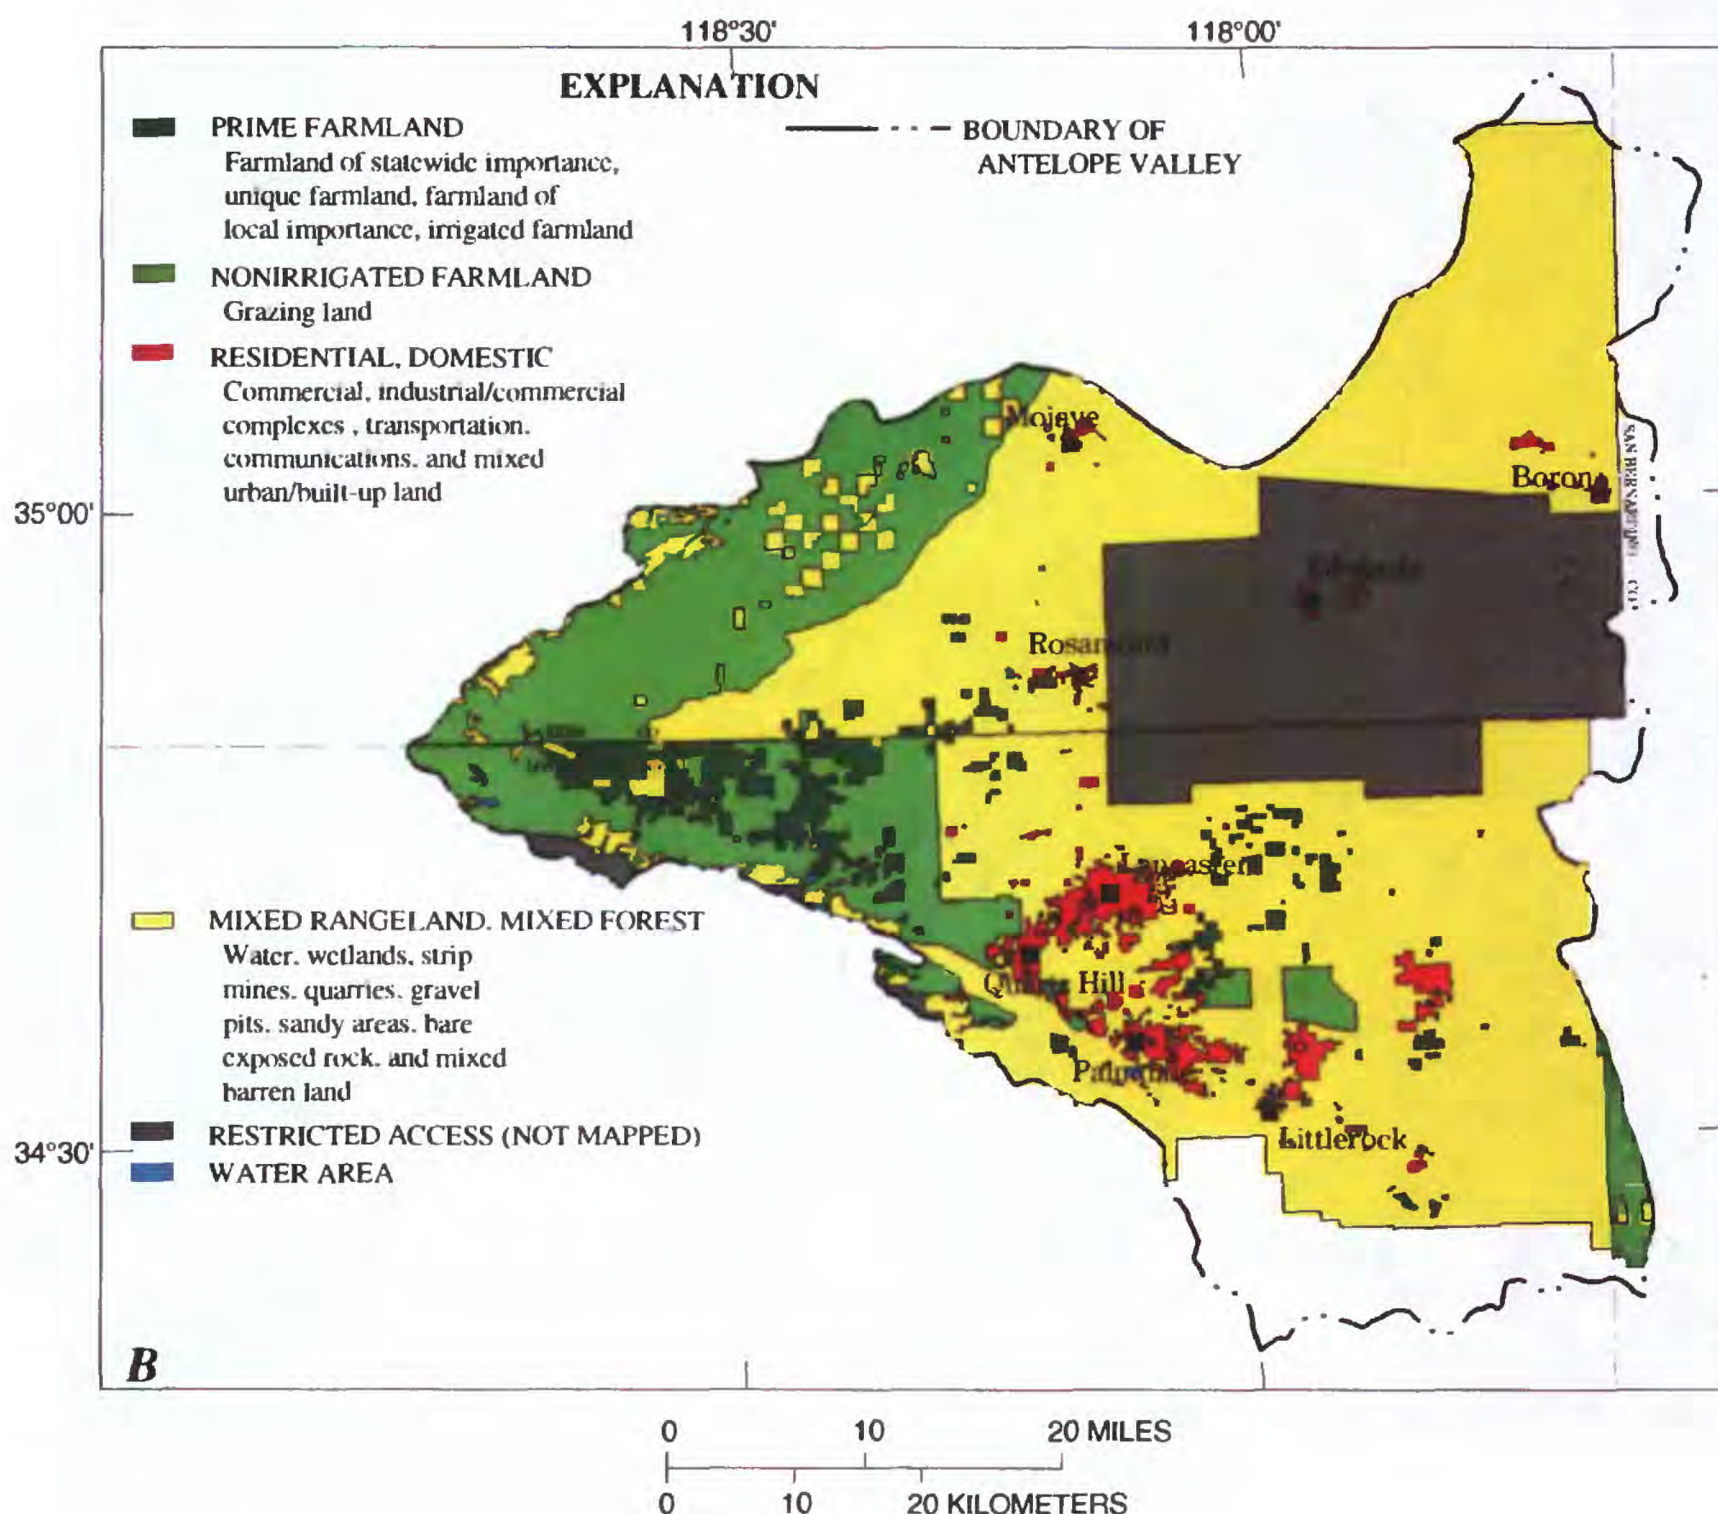 118°30' 118°00'
EXPLANATION
PRIME FARMLAND
Farmland of statewide importance,
unique farmland, farmland of
local importance, irrigated farmland
BOUNDARY OF
ANTELOPE VALLEY
NONIRRIGATED FARMLAND
Grazing land
RESIDENTIAL, DOMESTIC
Commercial, industrial/commercial
complexes , transportation,
communications, and mixed
urban/built-up land
Mojave
Boron
SAN BERNARDINO CO
35°00'
Rosamond
Lancaster
MIXED RANGELAND, MIXED FOREST
Water, wetlands, strip
mines, quarries, gravel
pits, sandy areas, bare
exposed rock, and mixed
barren land
Quartz Hill
Palmdale
RESTRICTED ACCESS (NOT MAPPED)
Littlerock
34°30'
WATER AREA
B
0 10 20 MILES
0 10 20 KILOMETERS